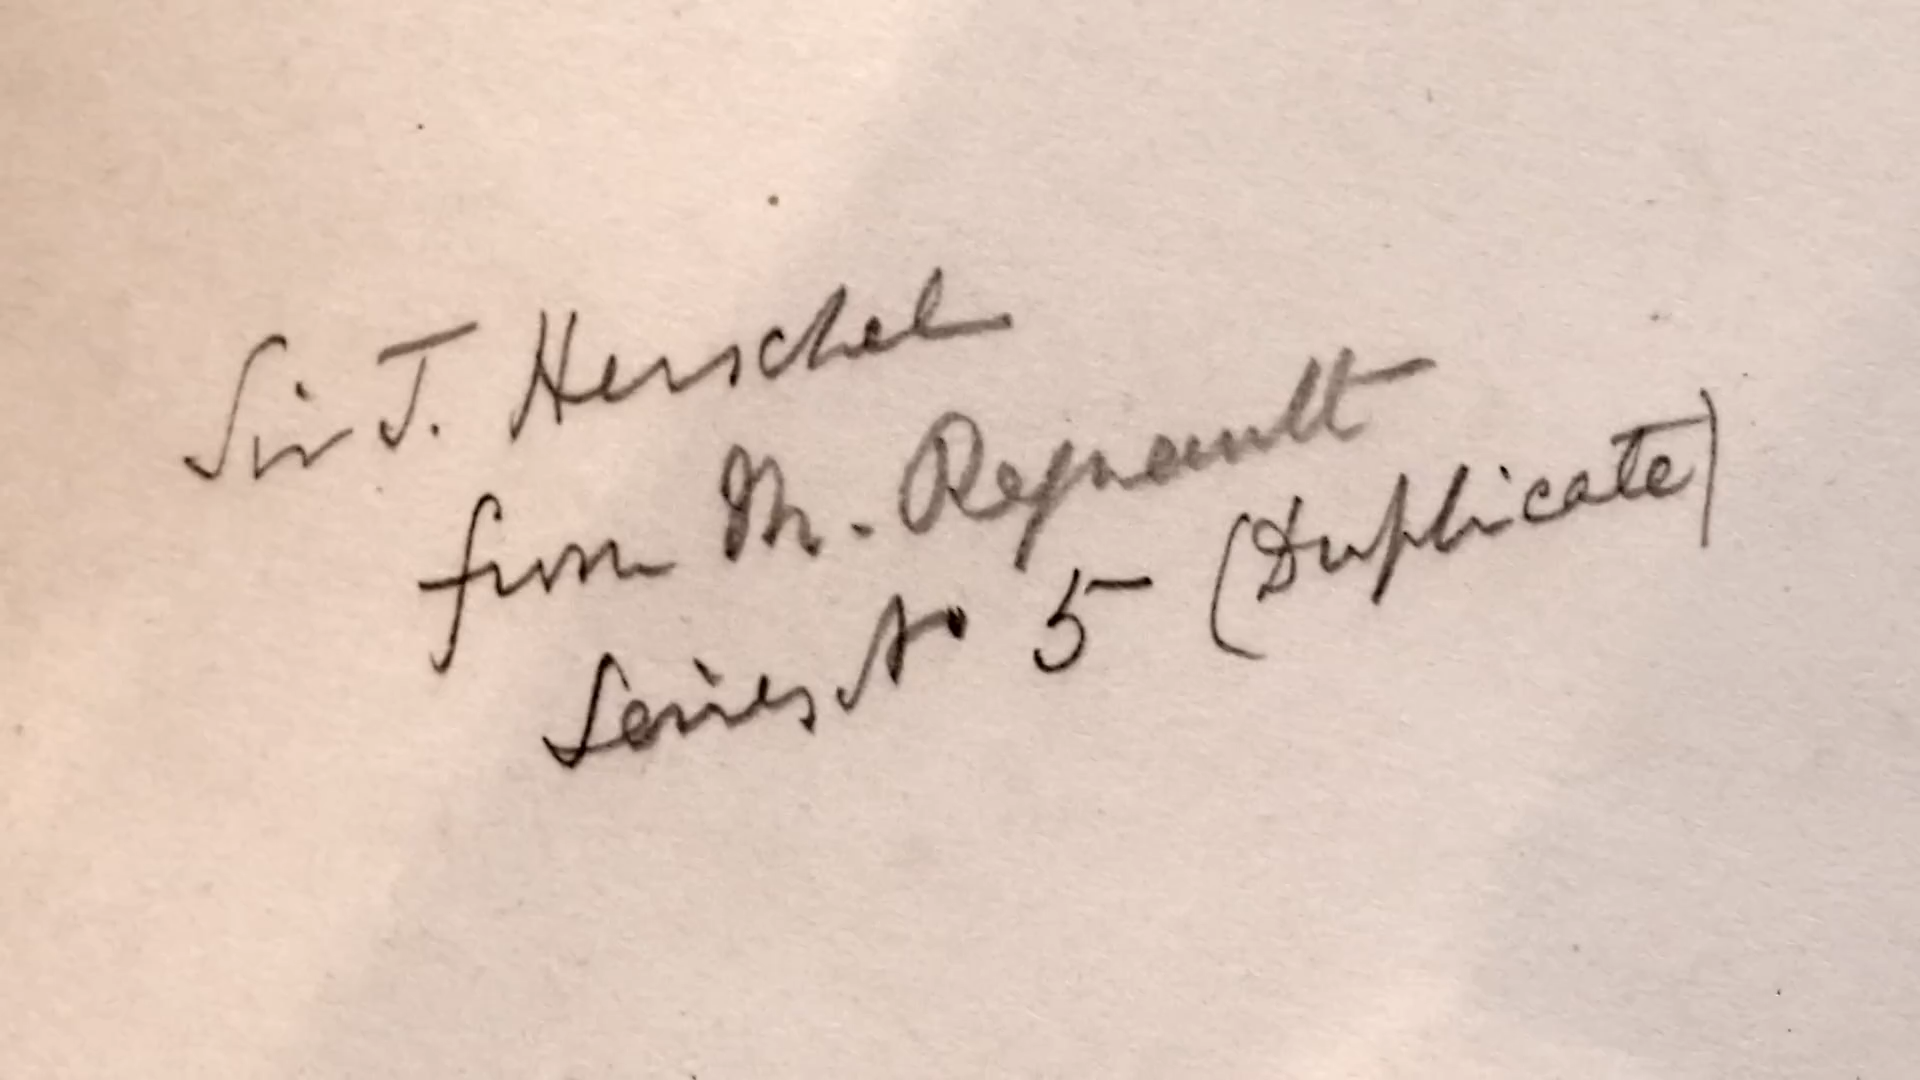 Sir J. Herschel
from M. Regnault
Series No 5 (Duplicate)